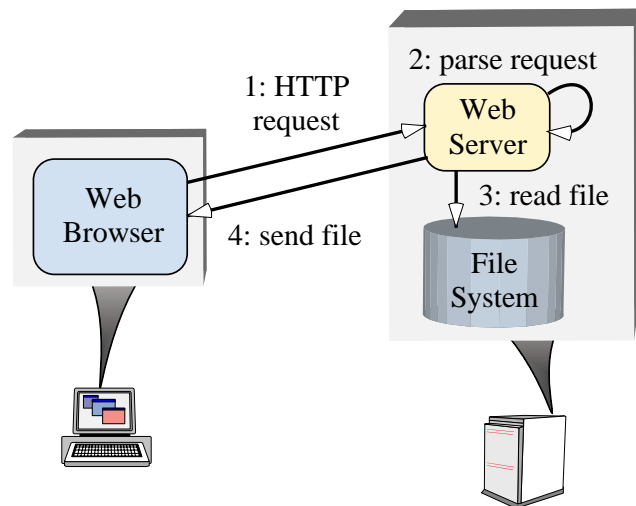 2: parse request
1: HTTP
request
Web
Server
Web
Browser
3: read file
4: send file
File
System